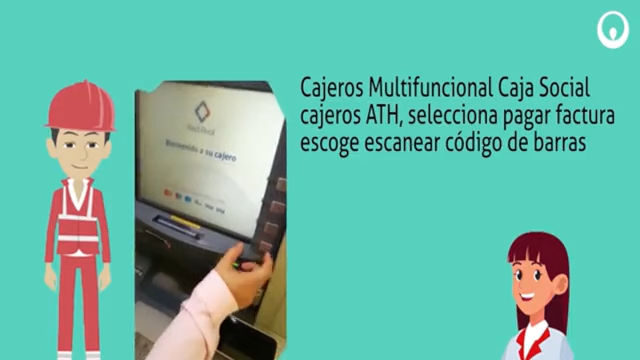 Cajeros Multifuncional Caja Social
cajeros ATH, selecciona pagar factura
escoge escanear código de barras
Bienvenido a su cajero